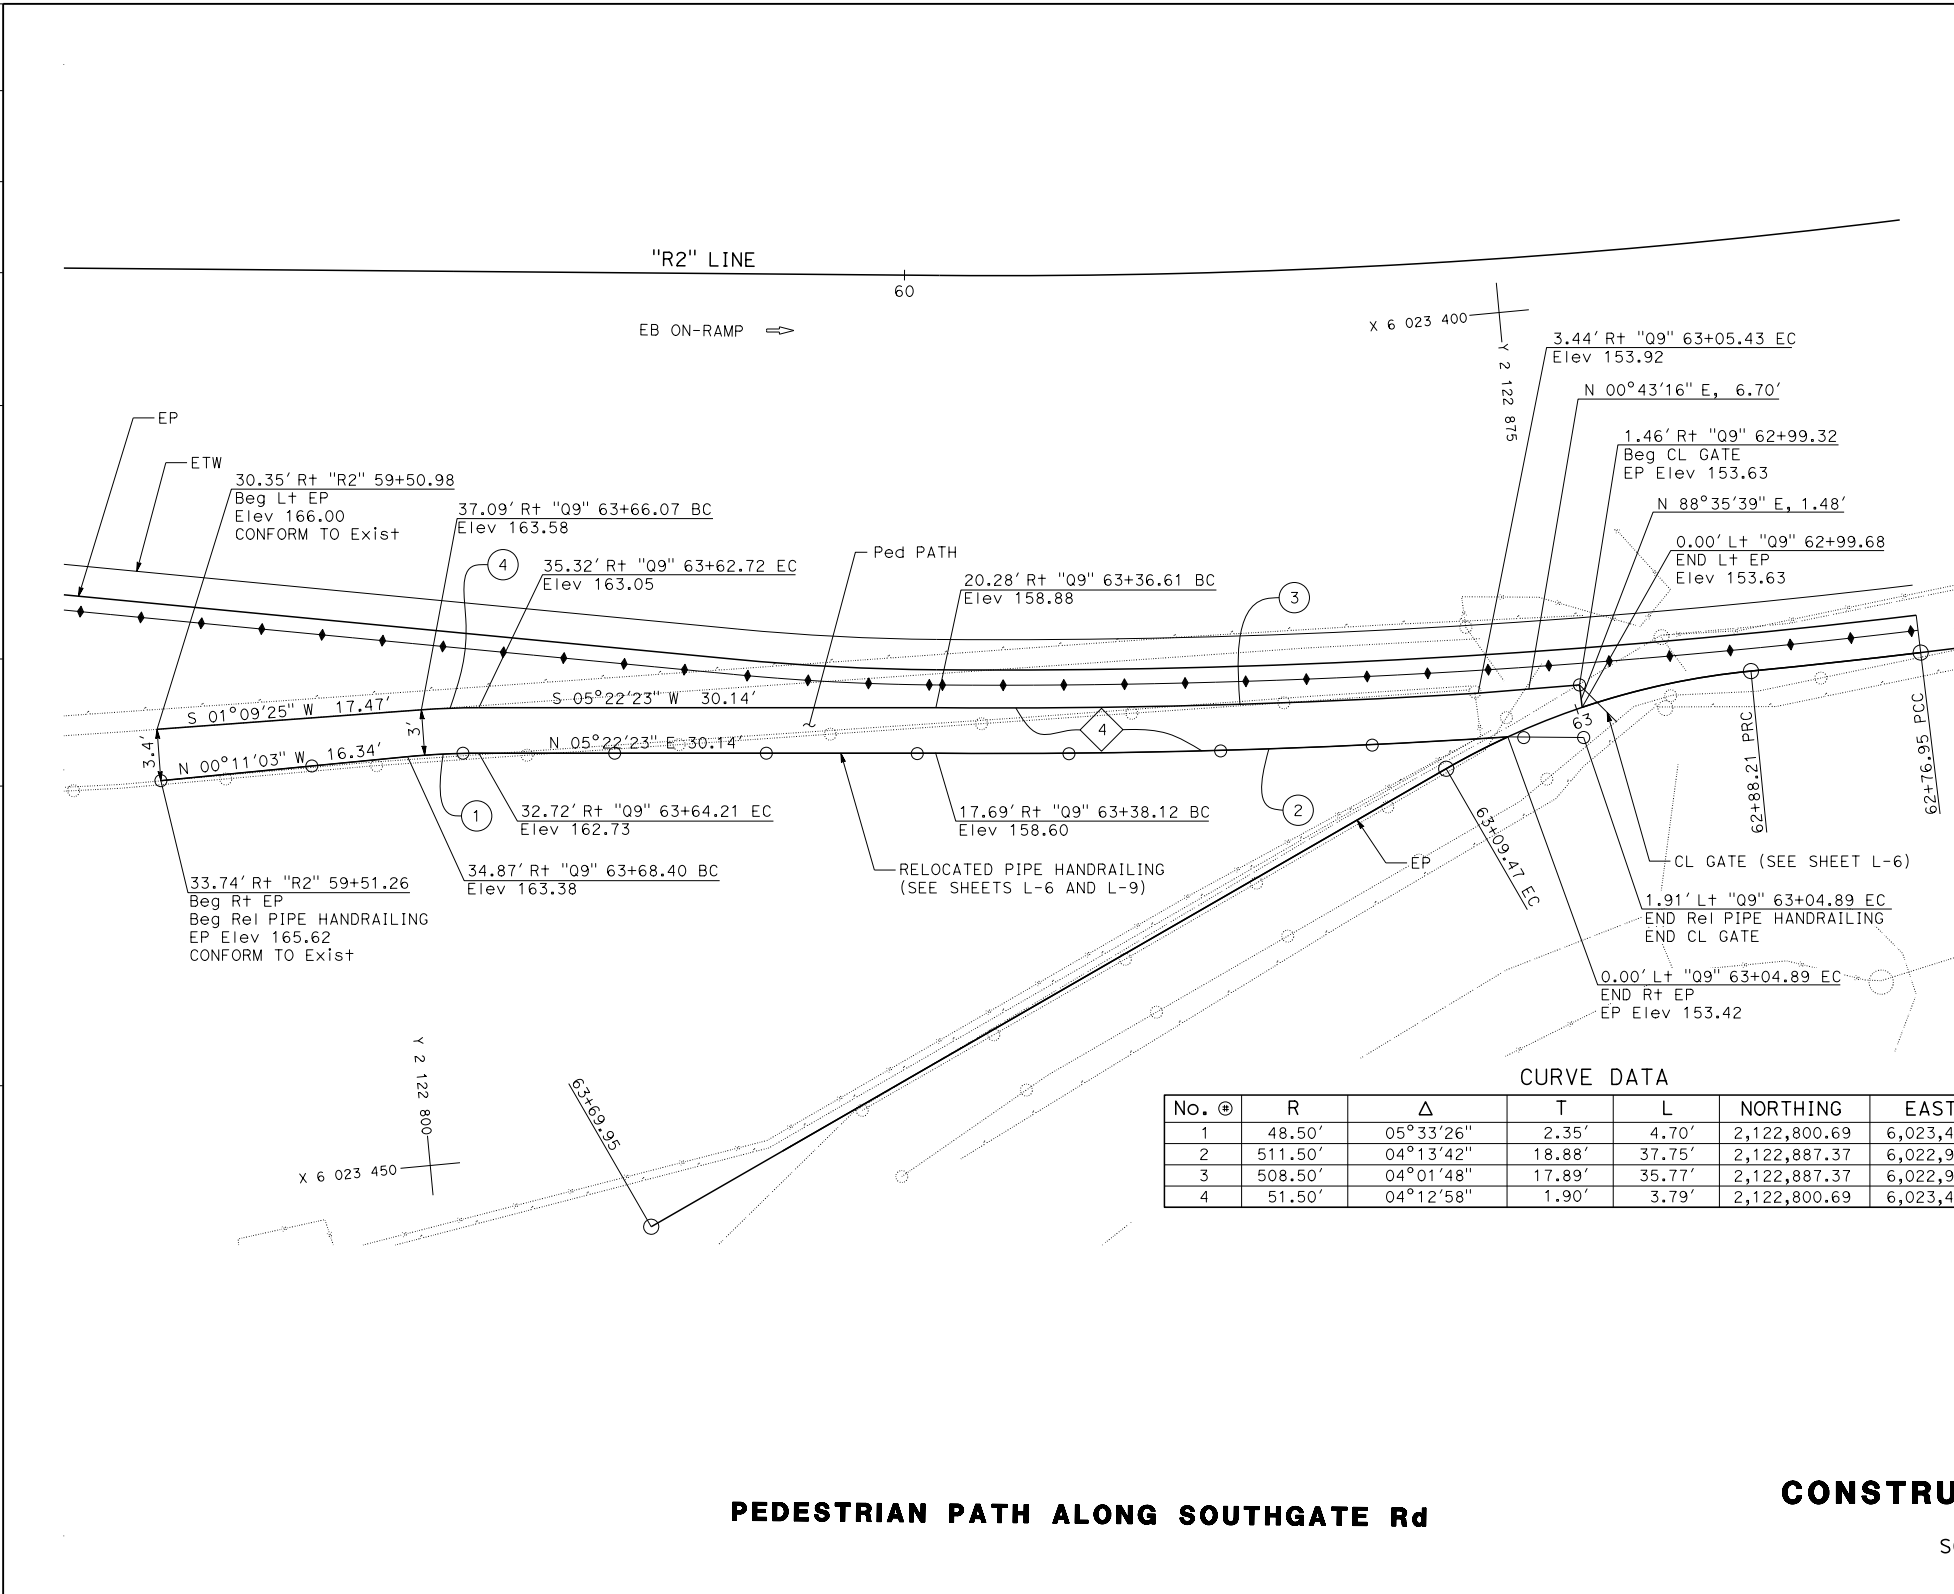 "R2" LINE
60
EB ON-RAMP
X 6 023 400
Y 2 122 875
3.44' Rt "Q9" 63+05.43 EC
Elev 153.92
N 00°43'16" E, 6.70'
1.46' Rt "Q9" 62+99.32
Beg CL GATE
EP Elev 153.63
N 88°35'39" E, 1.48'
0.00' Lt "Q9" 62+99.68
END Lt EP
Elev 153.63
EP
ETW
30.35' Rt "R2" 59+50.98
Beg Lt EP
Elev 166.00
CONFORM TO Exist
37.09' Rt "Q9" 63+66.07 BC
Elev 163.58
4
35.32' Rt "Q9" 63+62.72 EC
Elev 163.05
Ped PATH
20.28' Rt "Q9" 63+36.61 BC
Elev 158.88
3
S 01°09'25" W 17.47'
S 05°22'23" W 30.14'
3.4'
3'
N 00°11'03" W 16.34'
N 05°22'23" E 30.14'
4
63
1
32.72' Rt "Q9" 63+64.21 EC
Elev 162.73
17.69' Rt "Q9" 63+38.12 BC
Elev 158.60
2
34.87' Rt "Q9" 63+68.40 BC
Elev 163.38
RELOCATED PIPE HANDRAILING
(SEE SHEETS L-6 AND L-9)
EP
63+09.47 EC
62+88.21 PRC
62+76.95 PCC
CL GATE (SEE SHEET L-6)
33.74' Rt "R2" 59+51.26
Beg Rt EP
Beg Rel PIPE HANDRAILING
EP Elev 165.62
CONFORM TO Exist
1.91' Lt "Q9" 63+04.89 EC
END Rel PIPE HANDRAILING
END CL GATE
0.00' Lt "Q9" 63+04.89 EC
END Rt EP
EP Elev 153.42
Y 2 122 800
X 6 023 450
63+69.95
CURVE DATA
No. # R Δ T L NORTHING EAST
1 48.50' 05°33'26" 2.35' 4.70' 2,122,800.69 6,023,4
2 511.50' 04°13'42" 18.88' 37.75' 2,122,887.37 6,022,9
3 508.50' 04°01'48" 17.89' 35.77' 2,122,887.37 6,022,9
4 51.50' 04°12'58" 1.90' 3.79' 2,122,800.69 6,023,4
CONSTRU
PEDESTRIAN PATH ALONG SOUTHGATE Rd